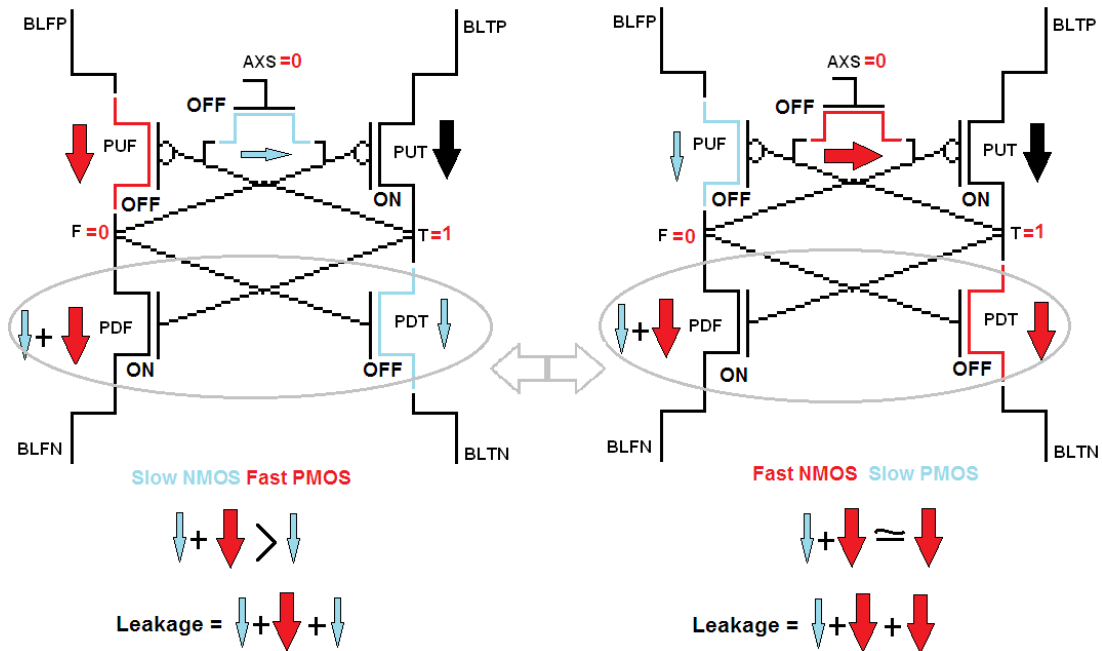 BLFP
BLTP
AXS =0
OFF
PUF
PUT
OFF
ON
F =0
T =1
+
PDF
PDT
ON
OFF
BLFN
BLTN
Slow NMOS Fast PMOS
+ >
Leakage = + +
BLFP
BLTP
AXS =0
OFF
PUF
PUT
OFF
ON
F =0
T =1
+
PDF
PDT
ON
OFF
BLFN
BLTN
Fast NMOS Slow PMOS
+ ≃
Leakage = + +